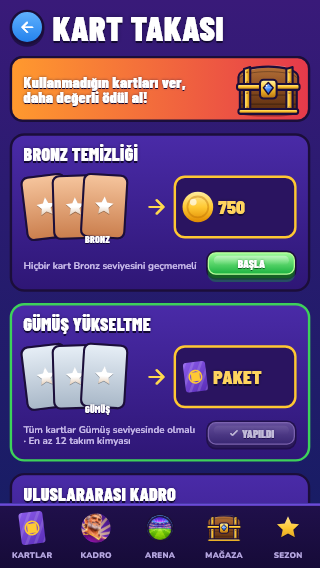 KART TAKASI
Kullanmadığın kartları ver,
daha değerli ödül al!
BRONZ TEMİZLİĞİ
BRONZ
750
Hiçbir kart Bronz seviyesini geçmemeli
BAŞLA
GÜMÜŞ YÜKSELTME
GÜMÜŞ
PAKET
Tüm kartlar Gümüş seviyesinde olmalı
· En az 12 takım kimyası
YAPILDI
ULUSLARARASI KADRO
KARTLAR
KADRO
ARENA
MAĞAZA
SEZON